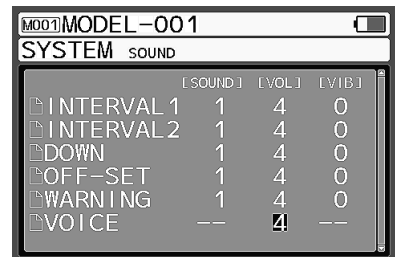 M001 MODEL-001
SYSTEM SOUND
[SOUND] [VOL] [VIB]
INTERVAL1 1 4 0
INTERVAL2 1 4 0
DOWN 1 4 0
OFF-SET 1 4 0
WARNING 1 4 0
VOICE -- 4 --